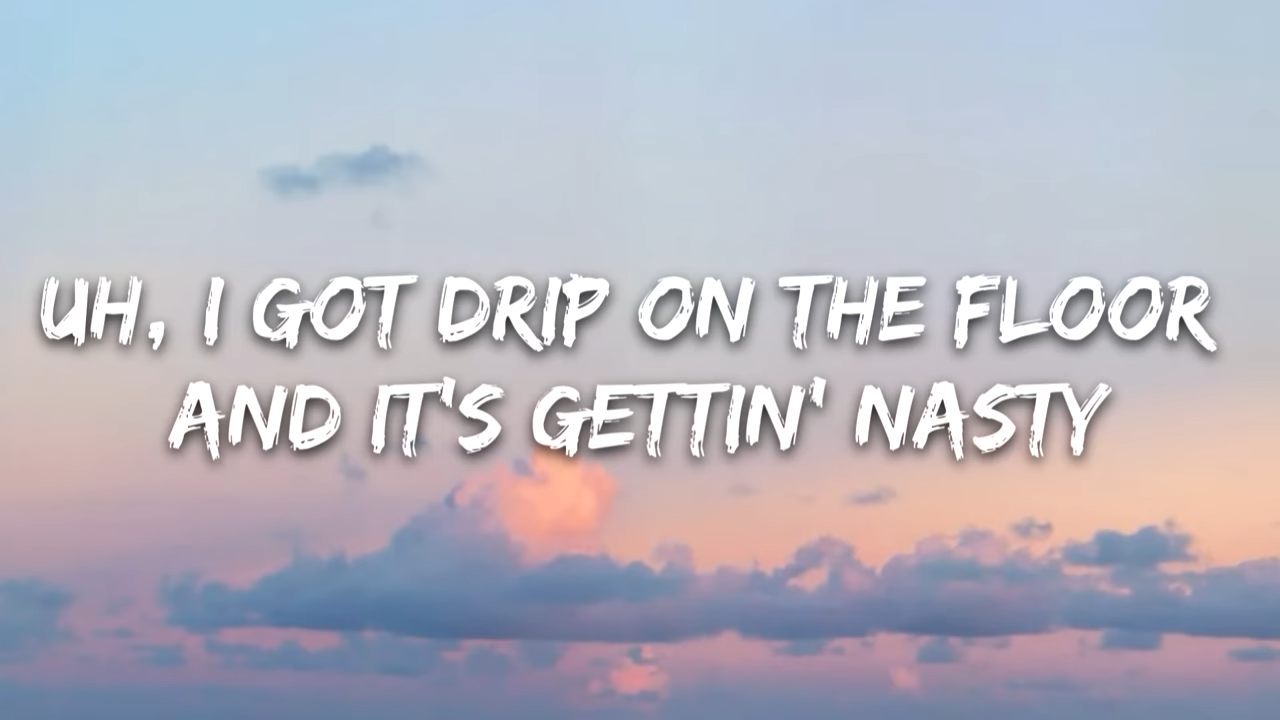 UH, I GOT DRIP ON THE FLOOR
AND IT'S GETTIN' NASTY